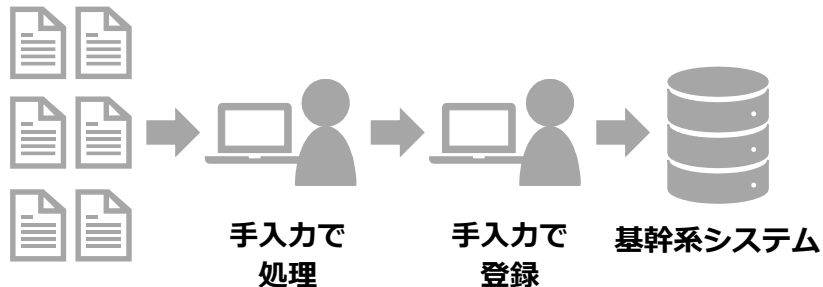 手入力で
処理
手入力で
登録
基幹系システム